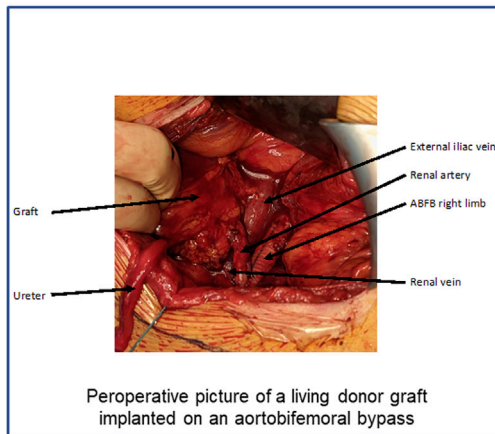 External iliac vein
Renal artery
Graft
ABFB right limb
Ureter
Renal vein
Peroperative picture of a living donor graft
implanted on an aortobifemoral bypass